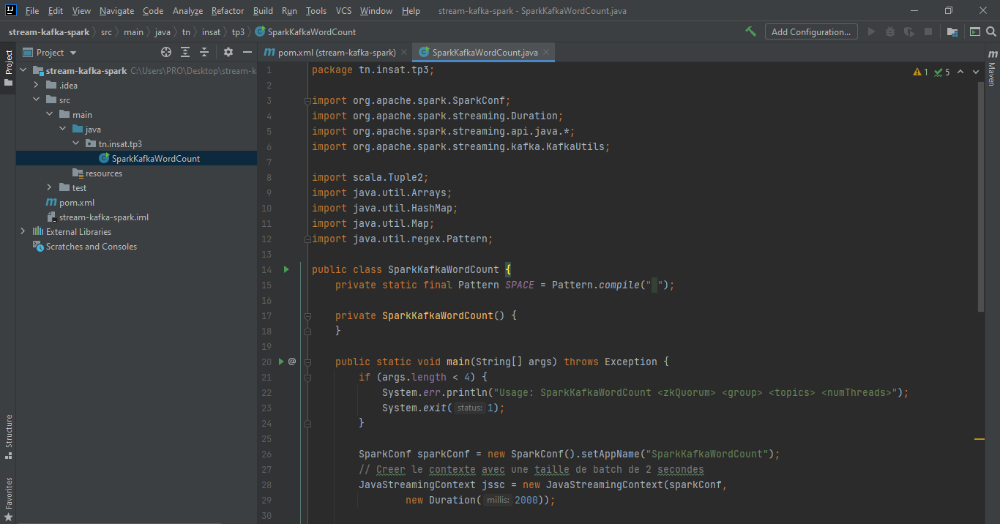 File Edit View Navigate Code Analyze Refactor Build Run Tools VCS Window Help stream-kafka-spark - SparkKafkaWordCount.java
stream-kafka-spark src main java tn insat tp3 SparkKafkaWordCount Add Configuration...
Project
Project
pom.xml (stream-kafka-spark) SparkKafkaWordCount.java
stream-kafka-spark C:\Users\PRO\Desktop\stream-k
.idea
src
main
java
tn.insat.tp3
SparkKafkaWordCount
resources
test
pom.xml
stream-kafka-spark.iml
External Libraries
Scratches and Consoles
Structure
Favorites
1 package tn.insat.tp3;
2
3 import org.apache.spark.SparkConf;
4 import org.apache.spark.streaming.Duration;
5 import org.apache.spark.streaming.api.java.*;
6 import org.apache.spark.streaming.kafka.KafkaUtils;
7
8 import scala.Tuple2;
9 import java.util.Arrays;
10 import java.util.HashMap;
11 import java.util.Map;
12 import java.util.regex.Pattern;
13
14 public class SparkKafkaWordCount {
15 private static final Pattern SPACE = Pattern.compile(" ");
16
17 private SparkKafkaWordCount() {
18 }
19
20 @ public static void main(String[] args) throws Exception {
21 if (args.length < 4) {
22 System.err.println("Usage: SparkKafkaWordCount <zkQuorum> <group> <topics> <numThreads>");
23 System.exit( status: 1);
24 }
25
26 SparkConf sparkConf = new SparkConf().setAppName("SparkKafkaWordCount");
27 // Creer le contexte avec une taille de batch de 2 secondes
28 JavaStreamingContext jssc = new JavaStreamingContext(sparkConf,
29 new Duration( millis: 2000));
30
1 5
m
Maven